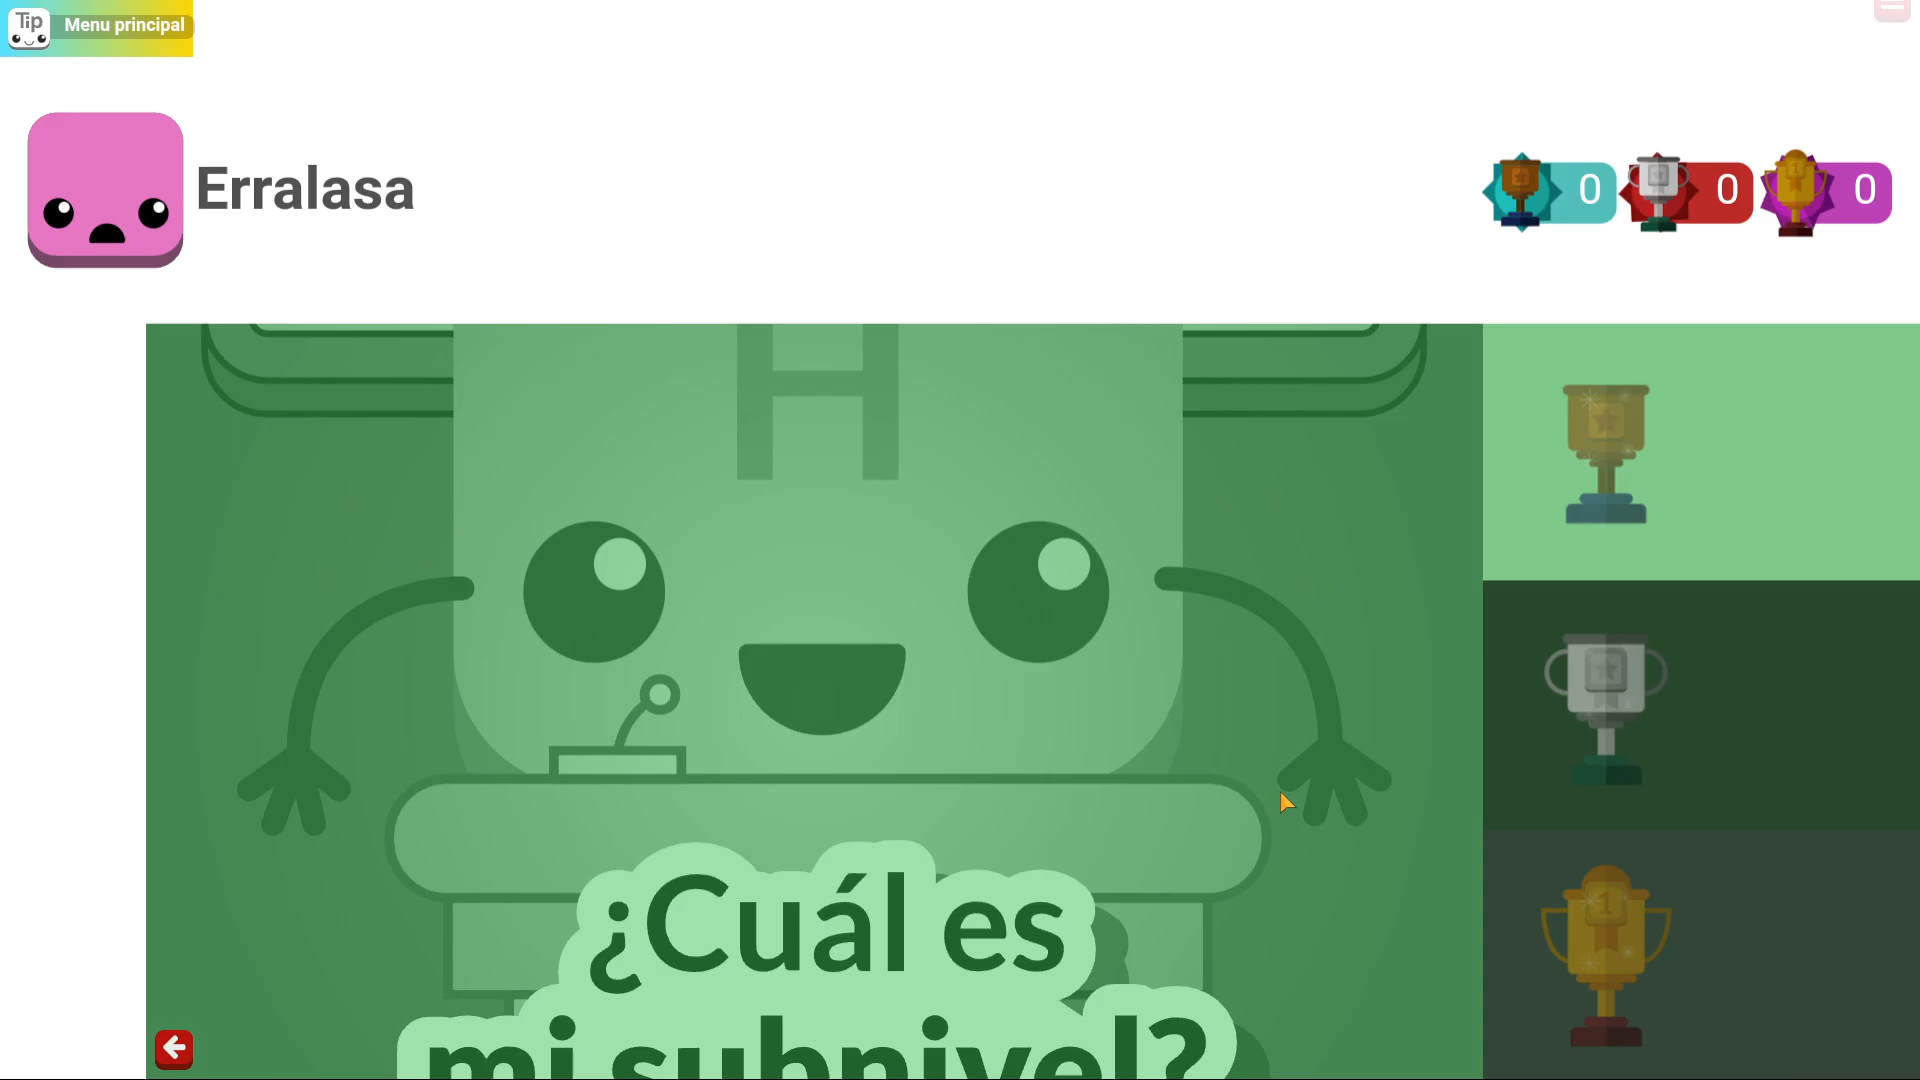 Tip Menu principal
Erralasa
0 0 0
H
¿Cuál es
mi subnivel?